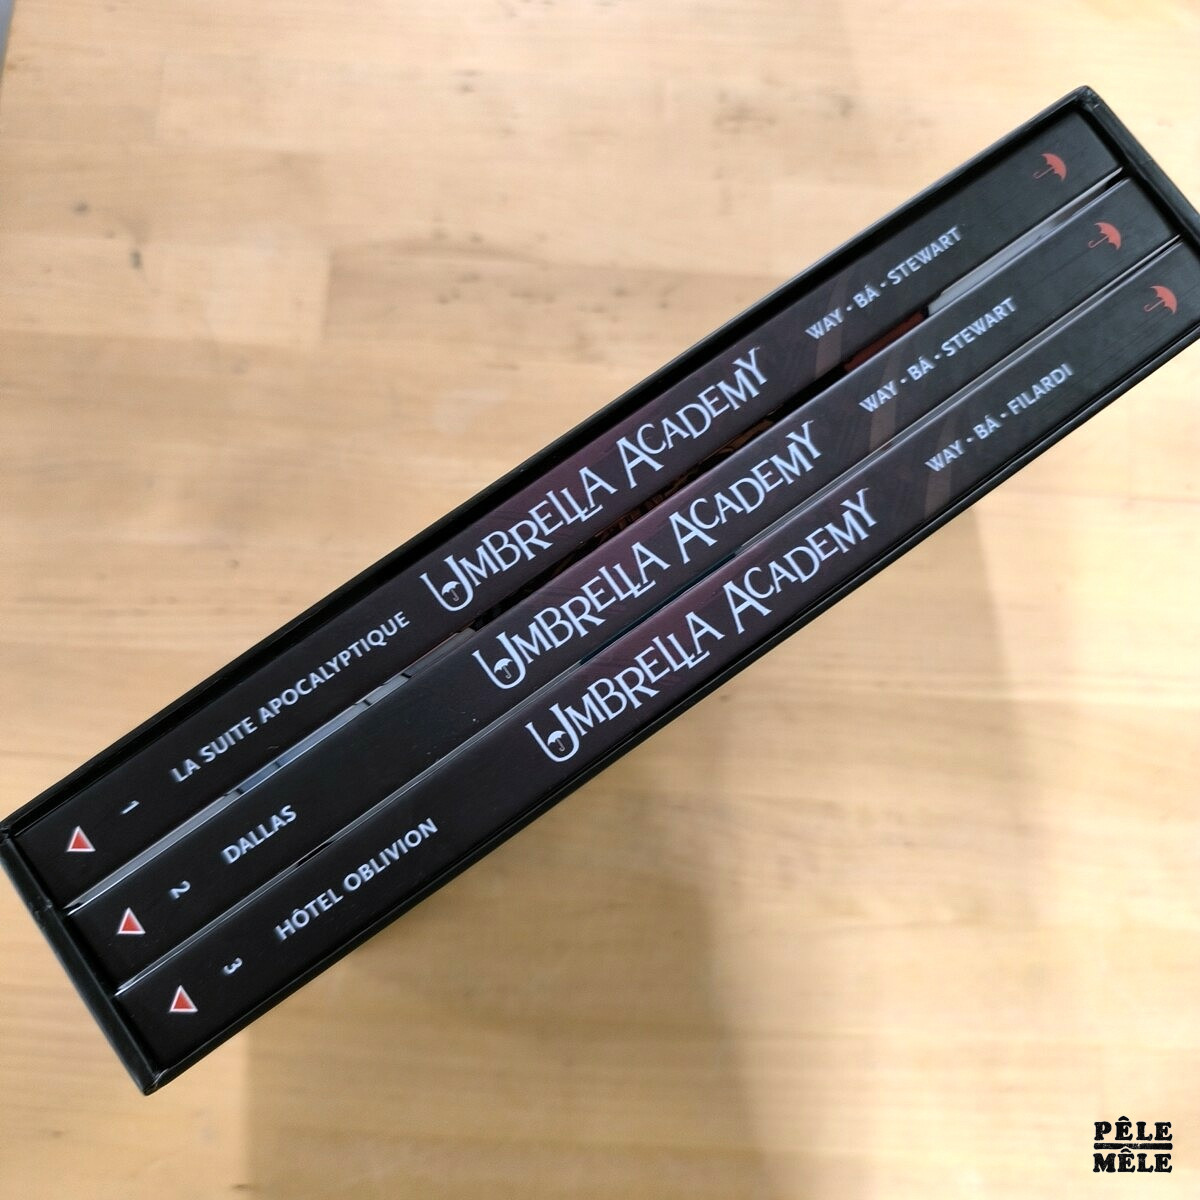 1 LA SUITE APOCALYPTIQUE UMBRELLA ACADEMY WAY • BÁ • STEWART
2 DALLAS UMBRELLA ACADEMY WAY • BÁ • STEWART
3 HÔTEL OBLIVION UMBRELLA ACADEMY WAY • BÁ • FILARDI
PÊLE
MÊLE